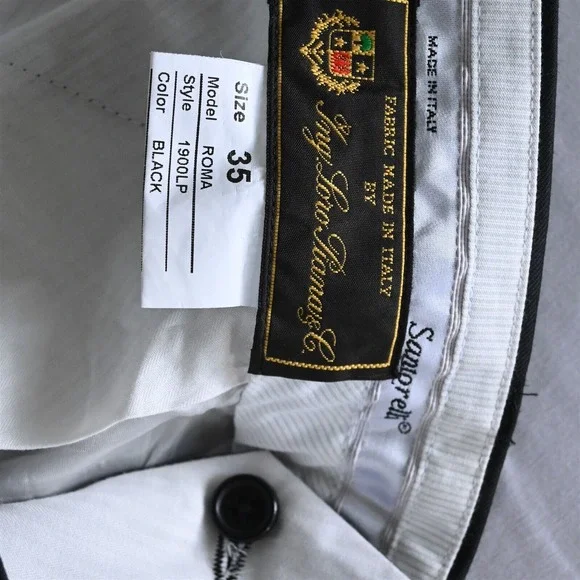 Size 35
Model ROMA
Style 1900LP
Color BLACK
FABRIC MADE IN ITALY
BY
Ing. Loro Piana & C.
MADE IN ITALY
Santorelli®